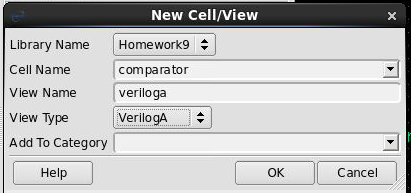 New Cell/View
Library Name Homework9
Cell Name comparator
View Name veriloga
View Type VerilogA
Add To Category
Help OK Cancel